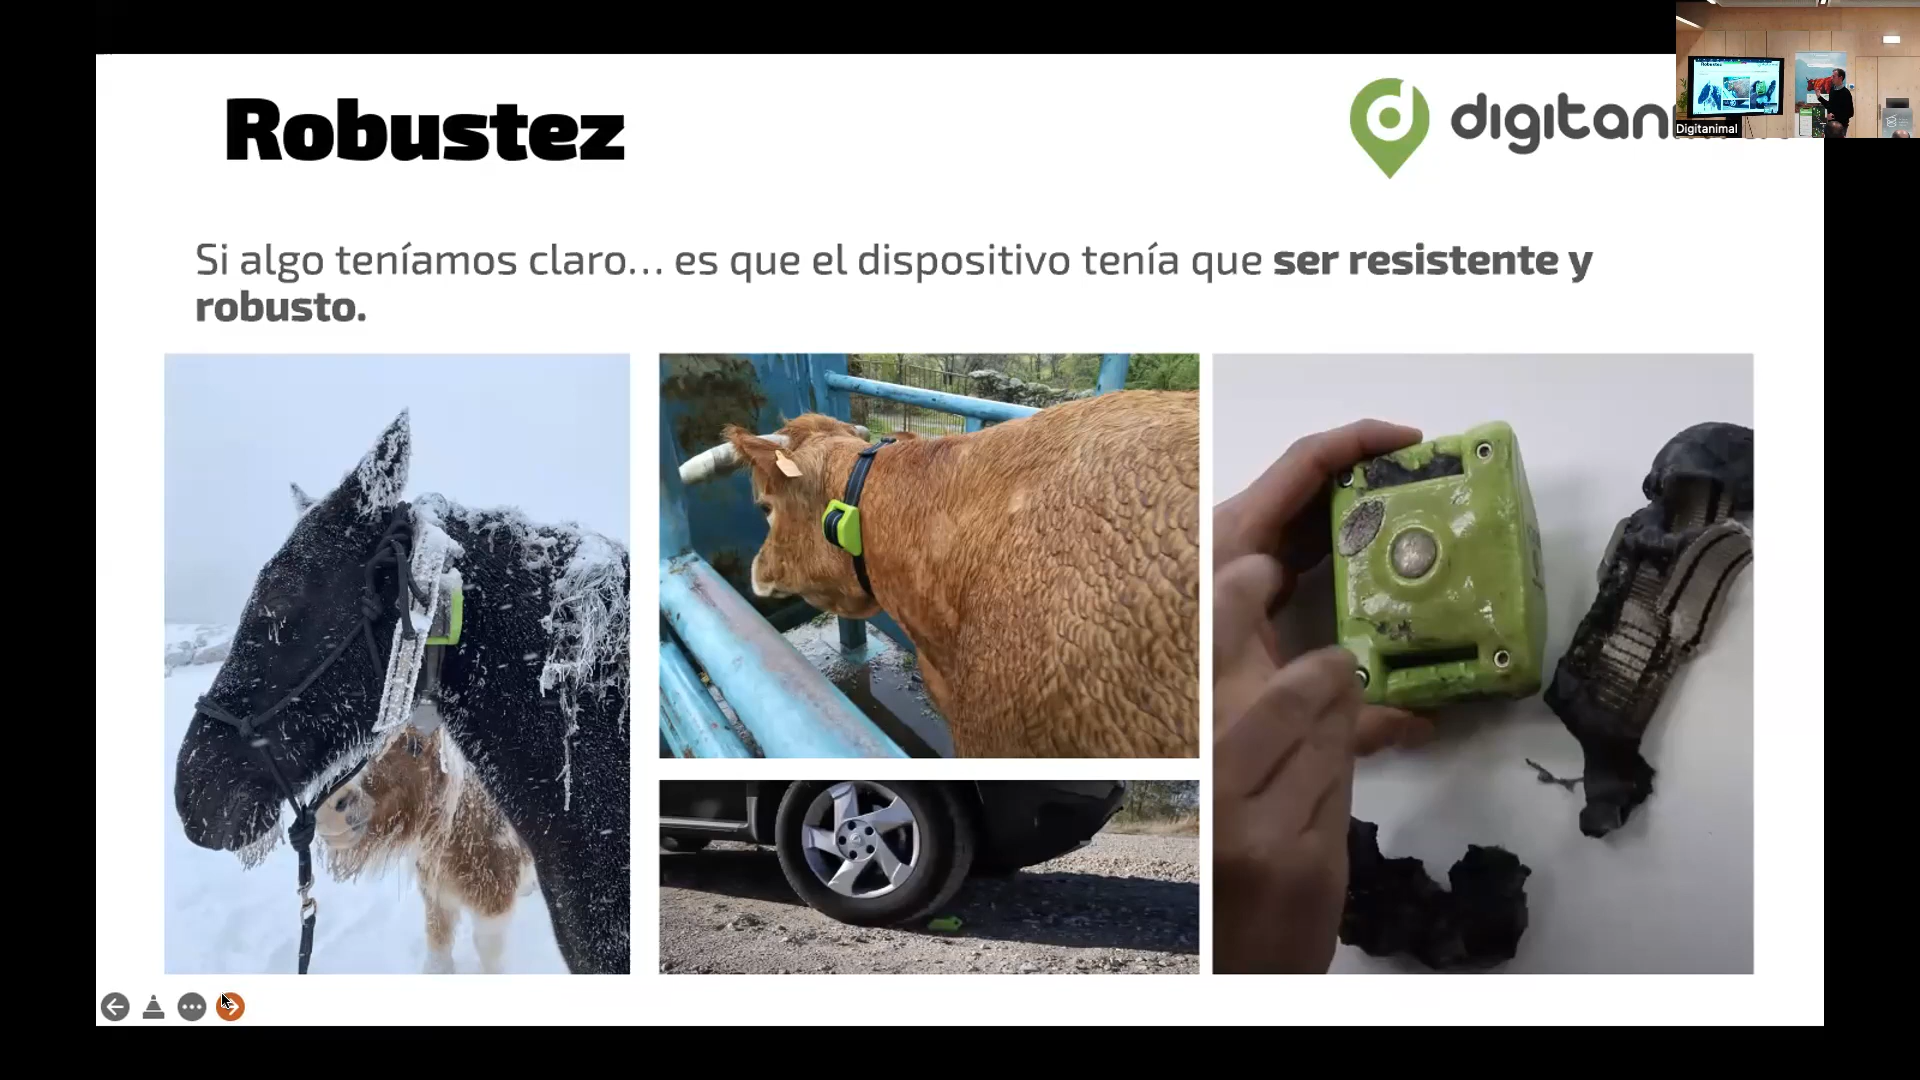 Robustez
digitan
Digitanimal
Si algo teníamos claro... es que el dispositivo tenía que ser resistente y
robusto.